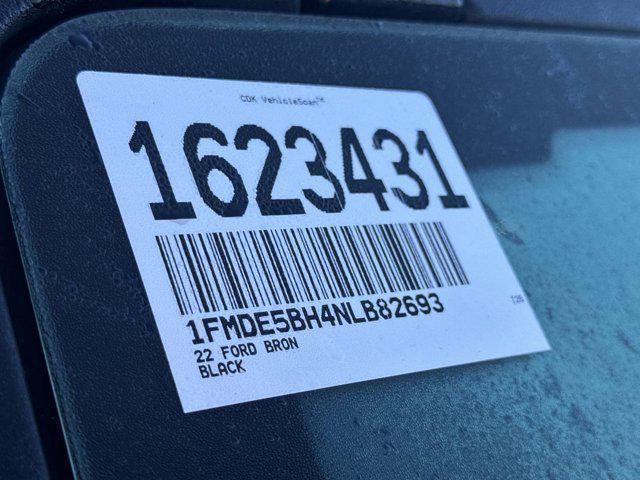 CDK VehicleScan™
1623431
1FMDE5BH4NLB82693
22 FORD BRON
BLACK